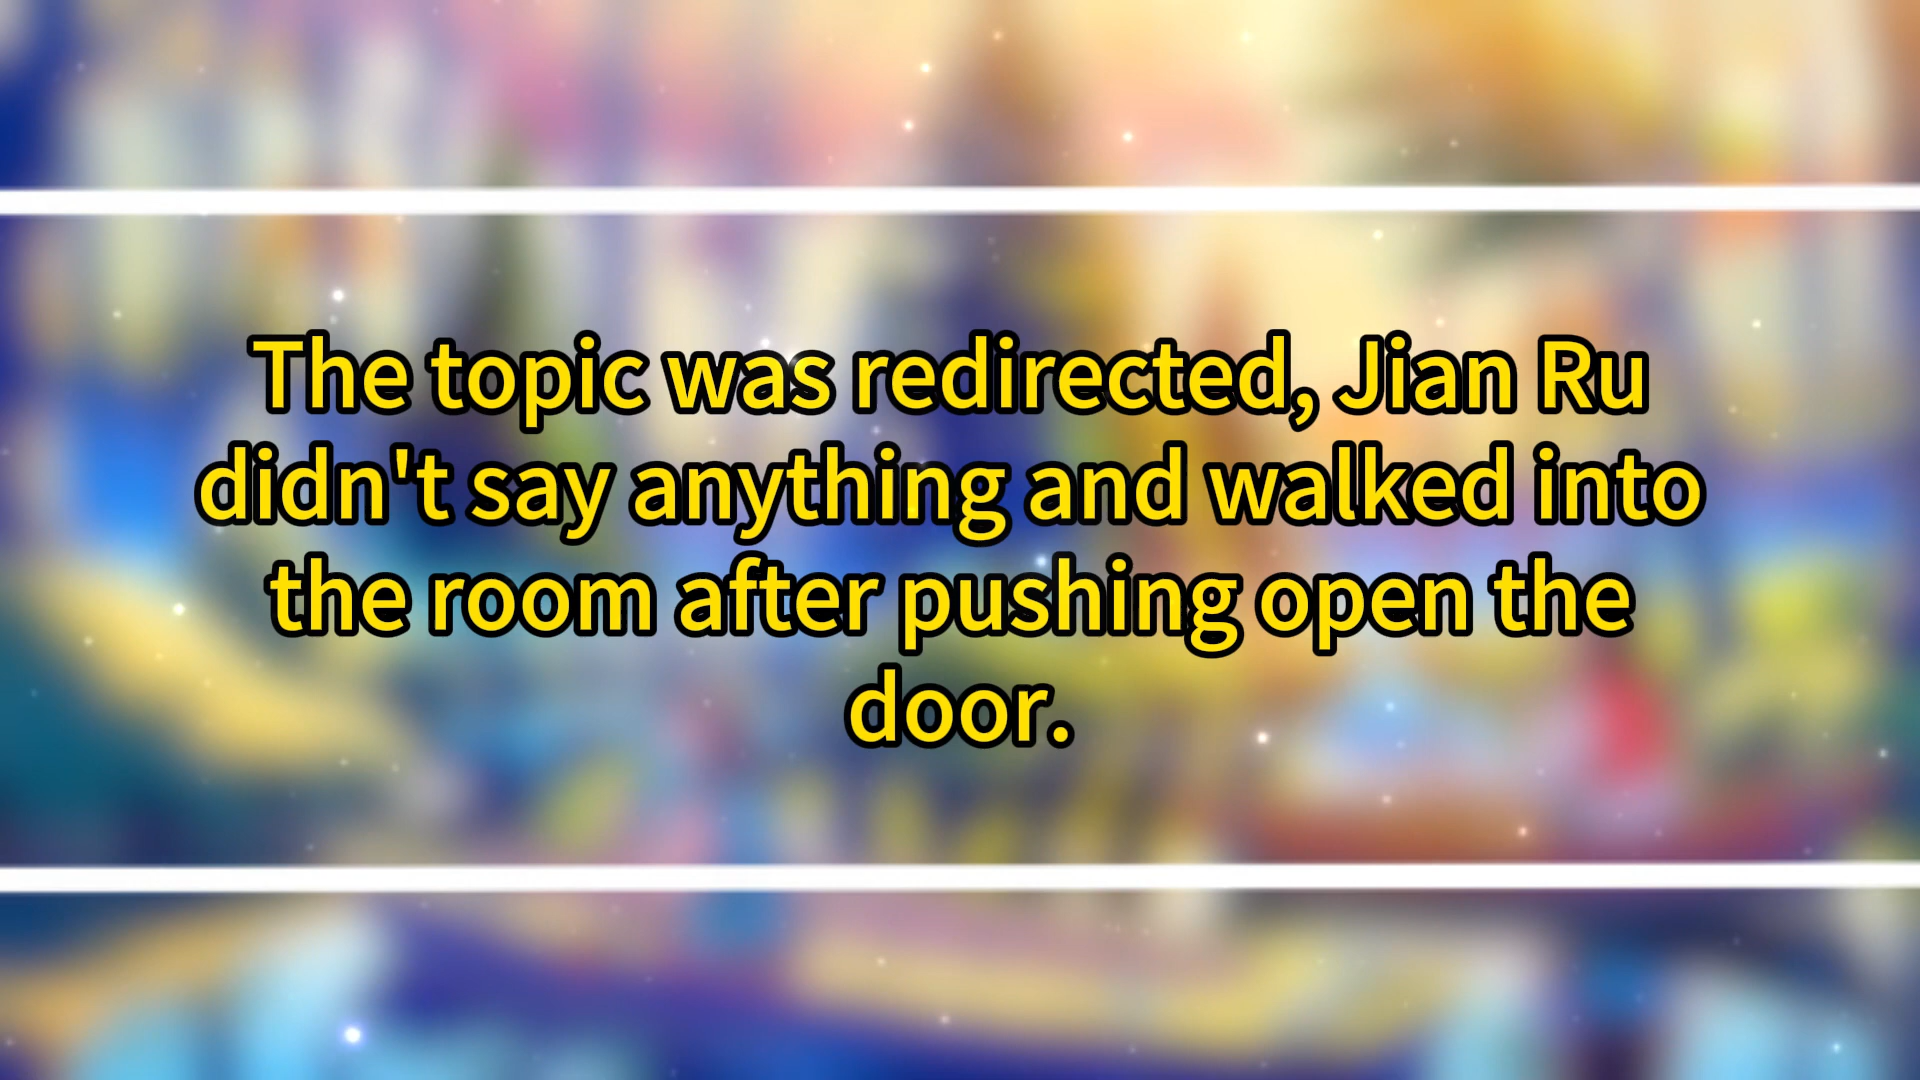 The topic was redirected, Jian Ru
didn't say anything and walked into
the room after pushing open the
door.